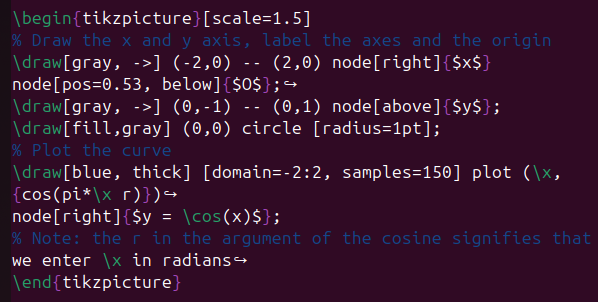 \begin{tikzpicture}[scale=1.5]
% Draw the x and y axis, label the axes and the origin
\draw[gray, ->] (-2,0) -- (2,0) node[right]{$x$}
node[pos=0.53, below]{$O$};↪
\draw[gray, ->] (0,-1) -- (0,1) node[above]{$y$};
\draw[fill,gray] (0,0) circle [radius=1pt];
% Plot the curve
\draw[blue, thick] [domain=-2:2, samples=150] plot (\x,
{cos(pi*\x r)})↪
node[right]{$y = \cos(x)$};
% Note: the r in the argument of the cosine signifies that
we enter \x in radians↪
\end{tikzpicture}